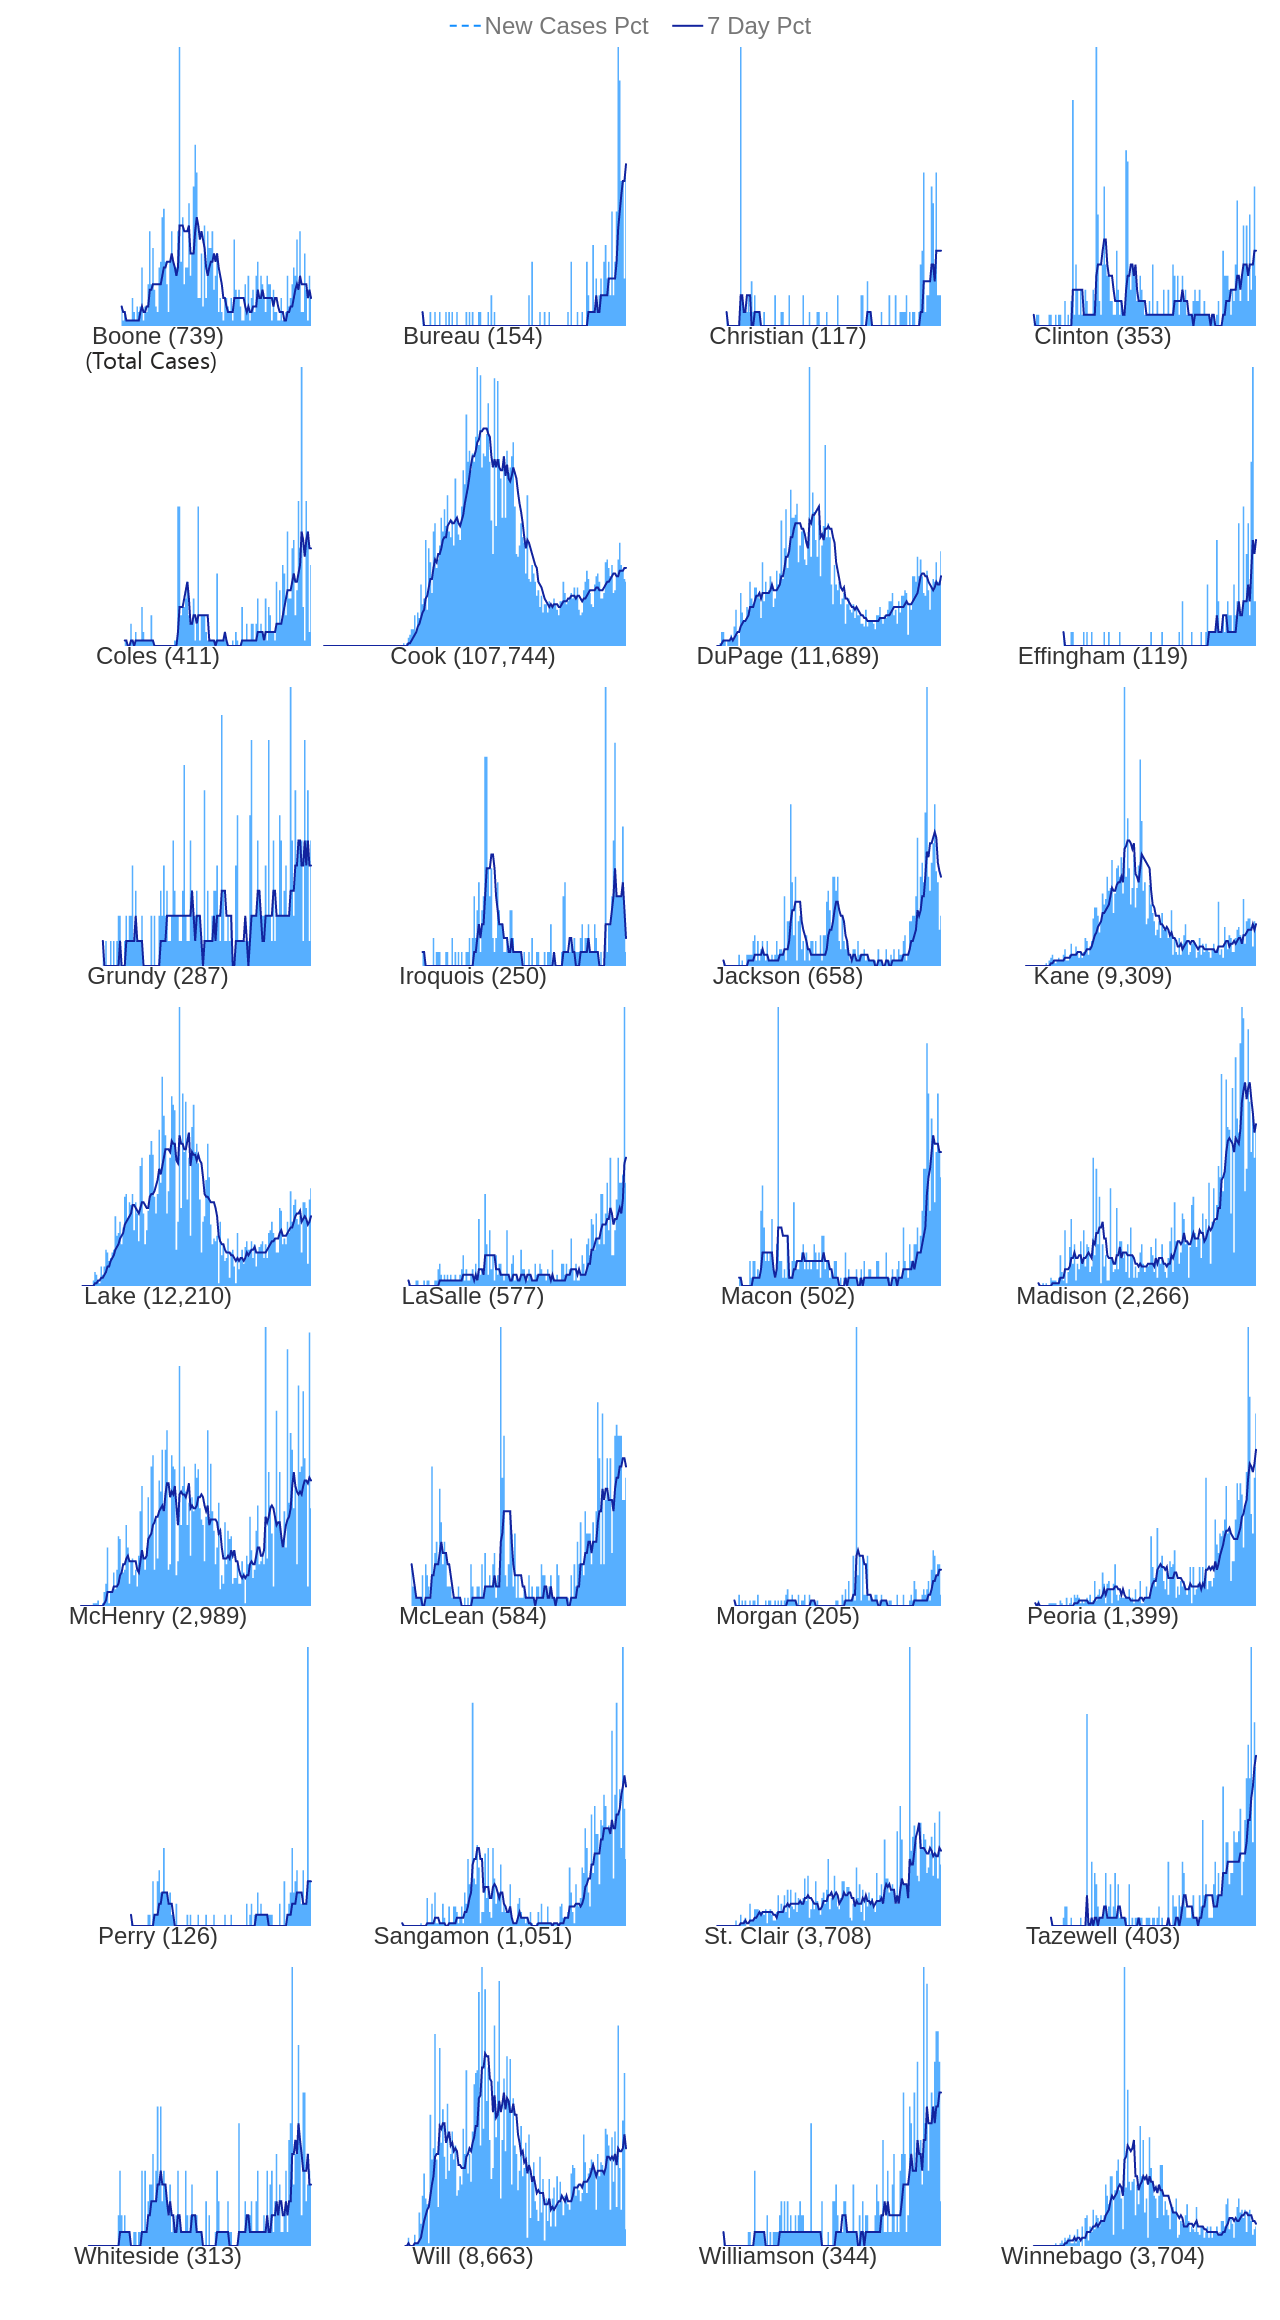 New Cases Pct 7 Day Pct
Boone (739) Bureau (154) Christian (117) Clinton (353)
(Total Cases)
Coles (411) Cook (107,744) DuPage (11,689) Effingham (119)
Grundy (287) Iroquois (250) Jackson (658) Kane (9,309)
Lake (12,210) LaSalle (577) Macon (502) Madison (2,266)
McHenry (2,989) McLean (584) Morgan (205) Peoria (1,399)
Perry (126) Sangamon (1,051) St. Clair (3,708) Tazewell (403)
Whiteside (313) Will (8,663) Williamson (344) Winnebago (3,704)